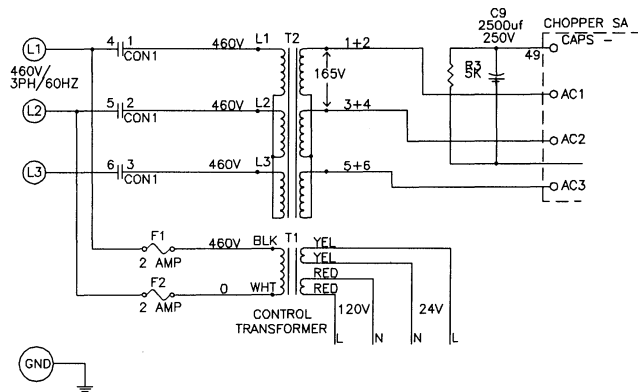 C9
2500uf
250V
CHOPPER SA
L1 4 1 460V L1 T2 1+2 49 CAPS -
CON1
460V
3PH/60HZ
165V
R3
5K
AC1
L2 5 2 460V L2 3+4
CON1
AC2
L3 6 3 460V L3 5+6
CON1
AC3
F1 460V BLK T1 YEL
2 AMP
YEL
RED
F2 0 WHT RED
2 AMP
120V 24V
CONTROL
TRANSFORMER
L N N L
GND